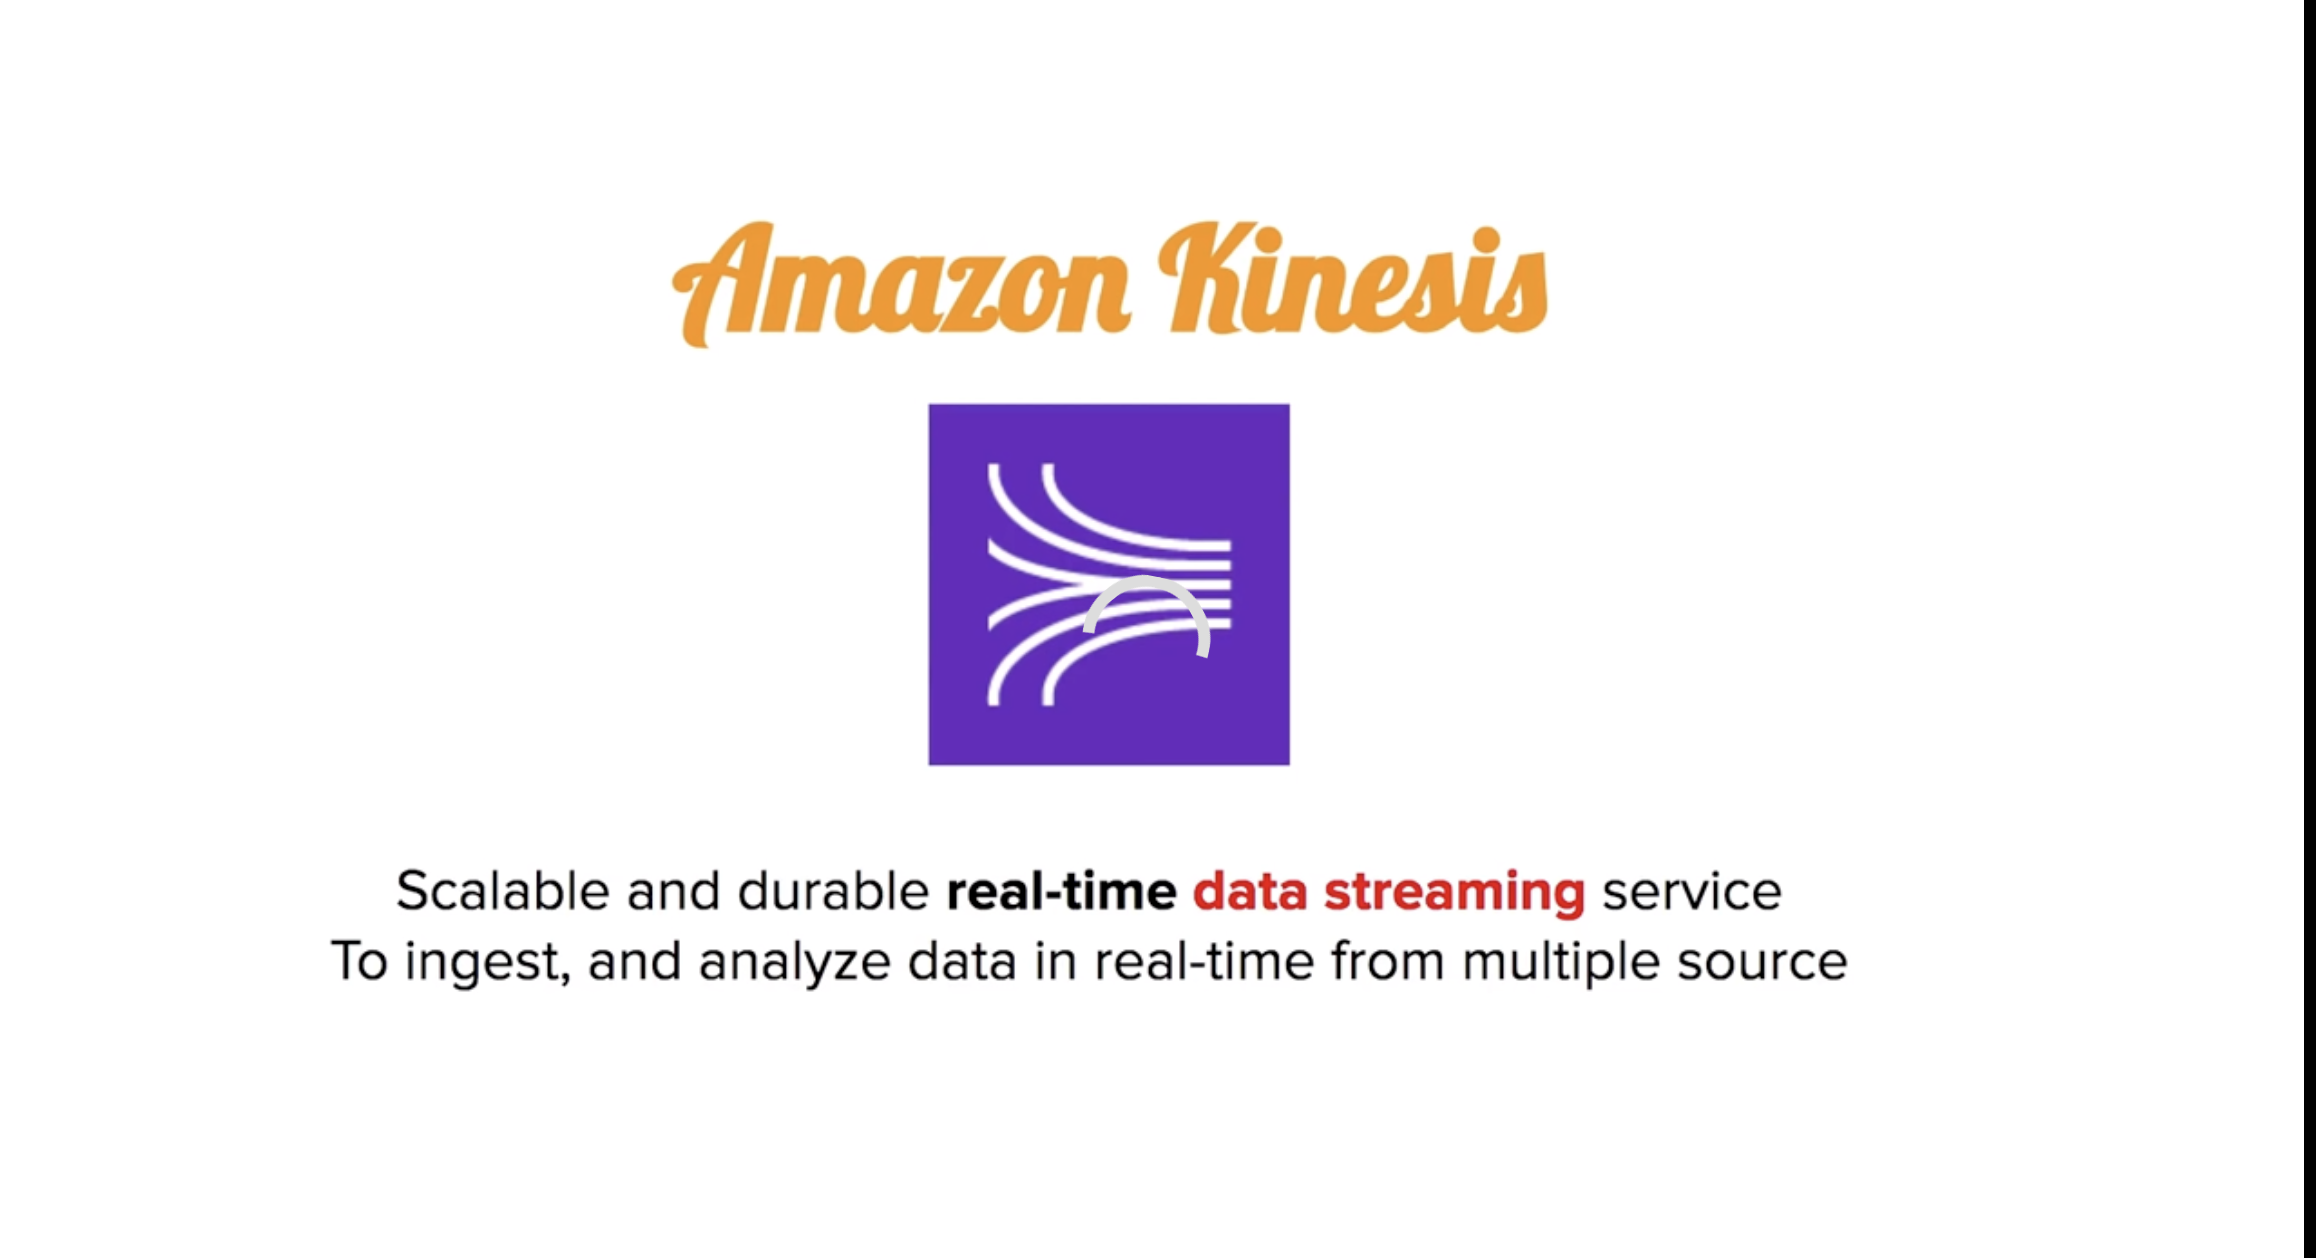 Amazon Kinesis
Scalable and durable real-time data streaming service
To ingest, and analyze data in real-time from multiple source